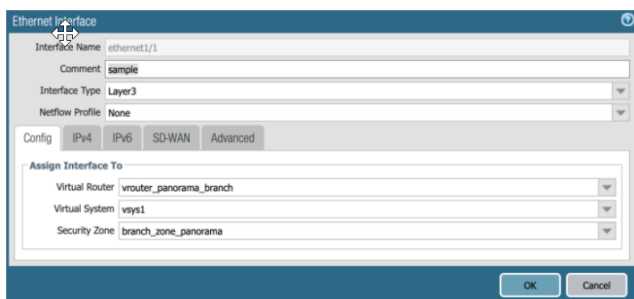 Ethernet Interface
Interface Name ethernet1/1
Comment sample
Interface Type Layer3
Netflow Profile None
Config IPv4 IPv6 SD-WAN Advanced
Assign Interface To
Virtual Router vrouter_panorama_branch
Virtual System vsys1
Security Zone branch_zone_panorama
OK Cancel